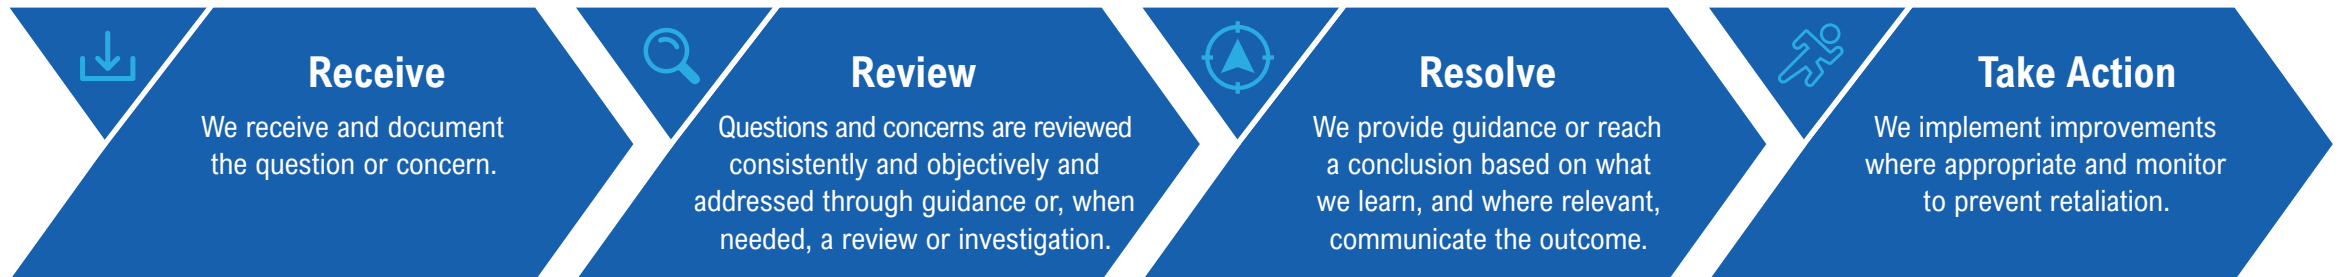 Receive
We receive and document
the question or concern.
Review
Questions and concerns are reviewed
consistently and objectively and
addressed through guidance or, when
needed, a review or investigation.
Resolve
We provide guidance or reach
a conclusion based on what
we learn, and where relevant,
communicate the outcome.
Take Action
We implement improvements
where appropriate and monitor
to prevent retaliation.